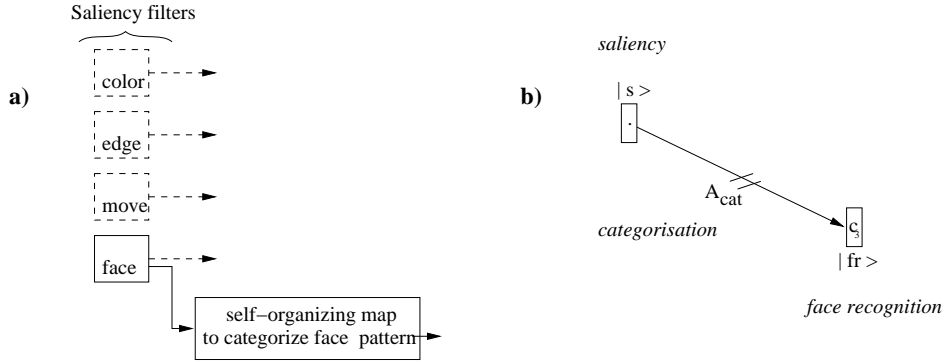 Saliency filters
a)
color
edge
move
face
self-organizing map
to categorize face pattern
b)
saliency
| s >
.
A_cat
categorisation
c_3
| fr >
face recognition